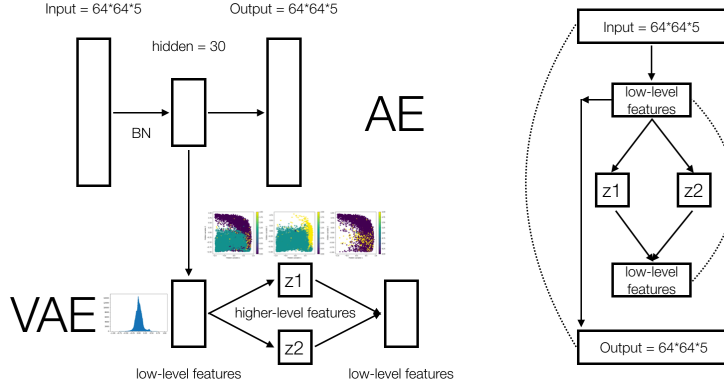 Input = 64*64*5
Output = 64*64*5
hidden = 30
BN
AE
VAE
z1
higher-level features
z2
low-level features
low-level features
Input = 64*64*5
low-level
features
z1
z2
low-level
features
Output = 64*64*5